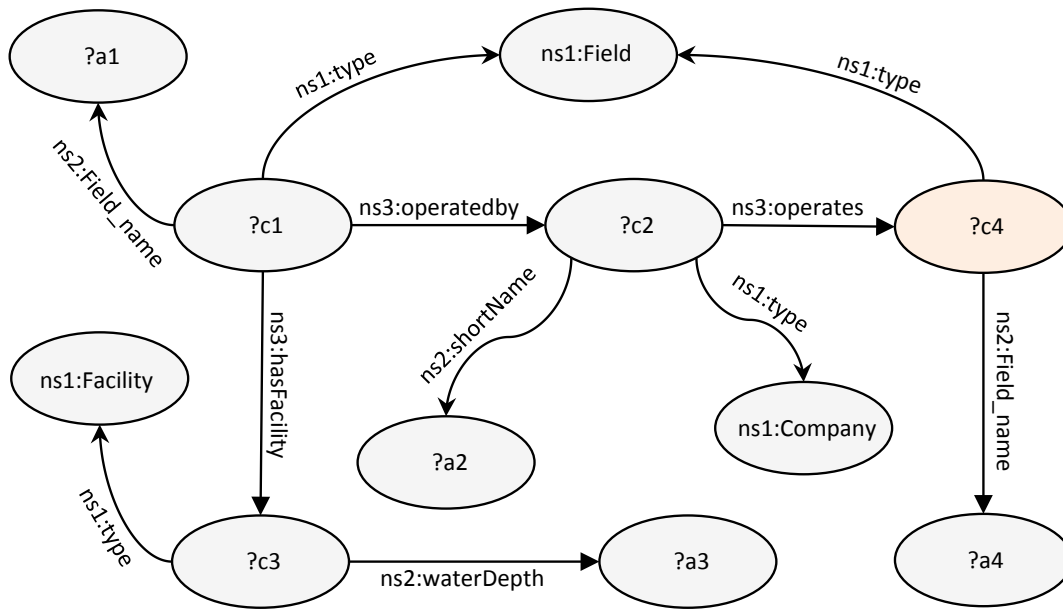 ?a1
ns1:Field
ns1:type
ns1:type
ns2:Field_name
?c1
ns3:operatedby
?c2
ns3:operates
?c4
ns3:hasFacility
ns2:shortName
ns1:type
ns2:Field_name
ns1:Facility
?a2
ns1:Company
ns1:type
?c3
ns2:waterDepth
?a3
?a4